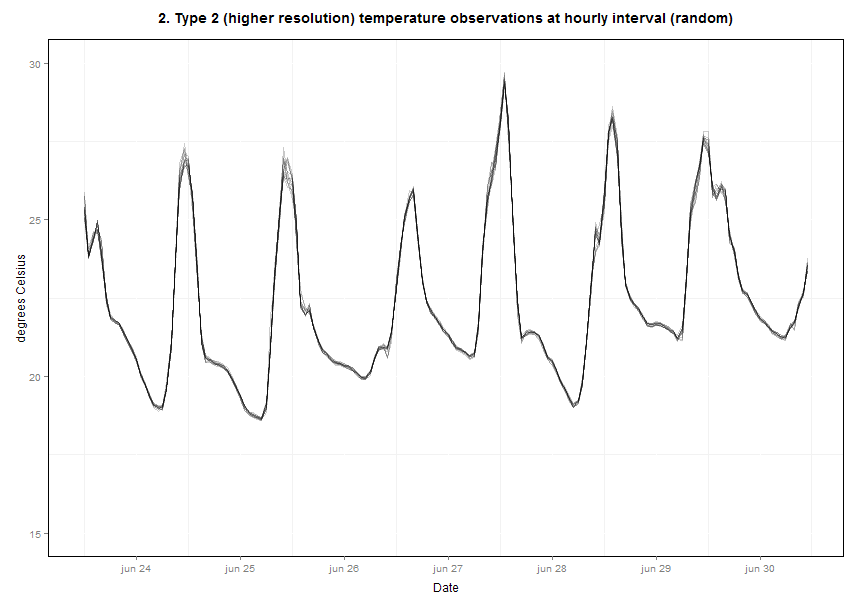 2. Type 2 (higher resolution) temperature observations at hourly interval (random)
30
25
20
15
degrees Celsius
jun 24 jun 25 jun 26 jun 27 jun 28 jun 29 jun 30
Date